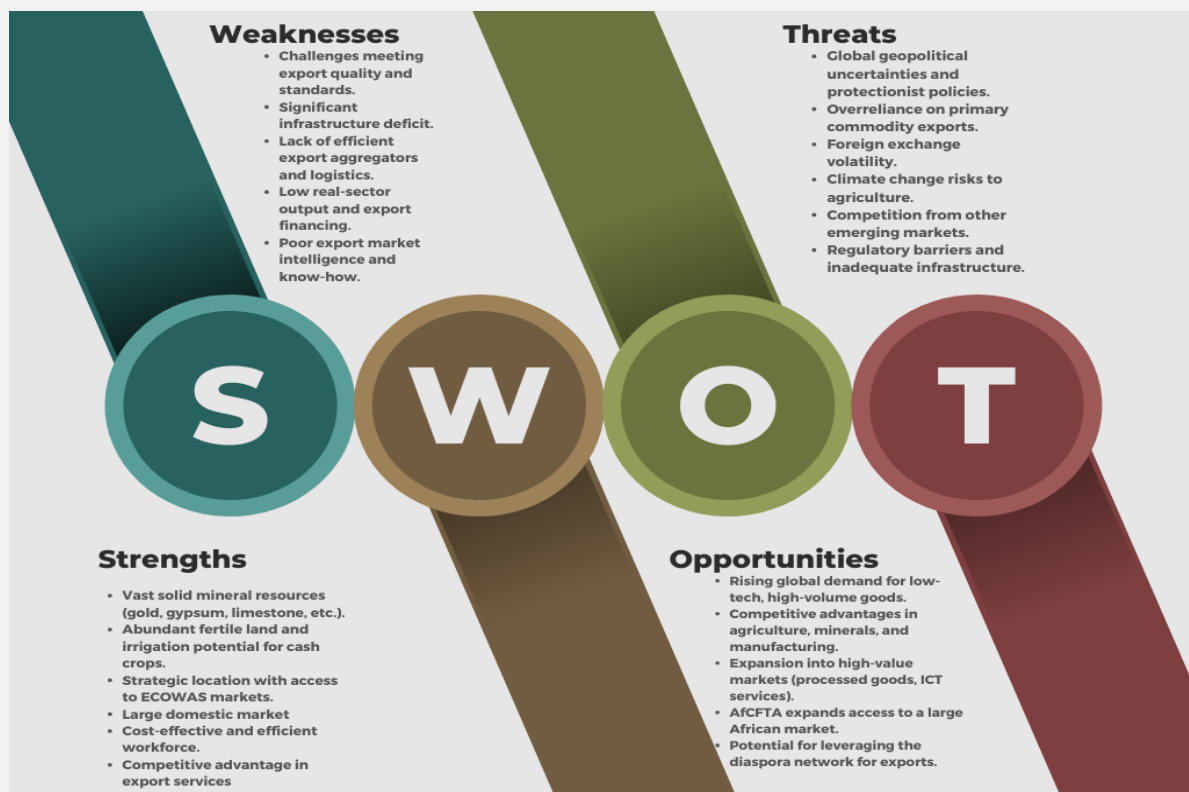 Weaknesses
• Challenges meeting
export quality and
standards.
• Significant
infrastructure deficit.
• Lack of efficient
export aggregators
and logistics.
• Low real-sector
output and export
financing.
• Poor export market
intelligence and
know-how.
Threats
• Global geopolitical
uncertainties and
protectionist policies.
• Overreliance on primary
commodity exports.
• Foreign exchange
volatility.
• Climate change risks to
agriculture.
• Competition from other
emerging markets.
• Regulatory barriers and
inadequate infrastructure.
S W O T
Strengths
• Vast solid mineral resources
(gold, gypsum, limestone, etc.).
• Abundant fertile land and
irrigation potential for cash
crops.
• Strategic location with access
to ECOWAS markets.
• Large domestic market
• Cost-effective and efficient
workforce.
• Competitive advantage in
export services
Opportunities
• Rising global demand for low-
tech, high-volume goods.
• Competitive advantages in
agriculture, minerals, and
manufacturing.
• Expansion into high-value
markets (processed goods, ICT
services).
• AfCFTA expands access to a large
African market.
• Potential for leveraging the
diaspora network for exports.